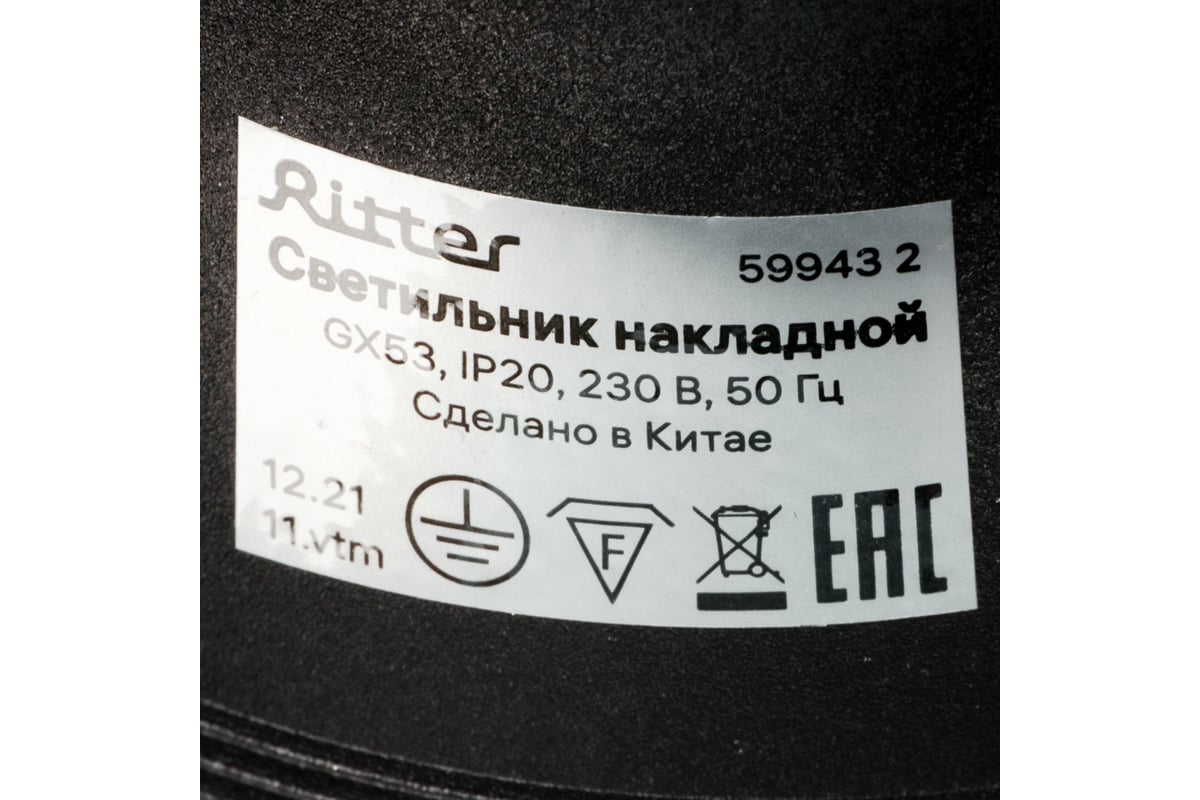 Ritter
59943 2
Светильник накладной
GX53, IP20, 230 В, 50 Гц
Сделано в Китае
12.21
11.vtm
F
EAC